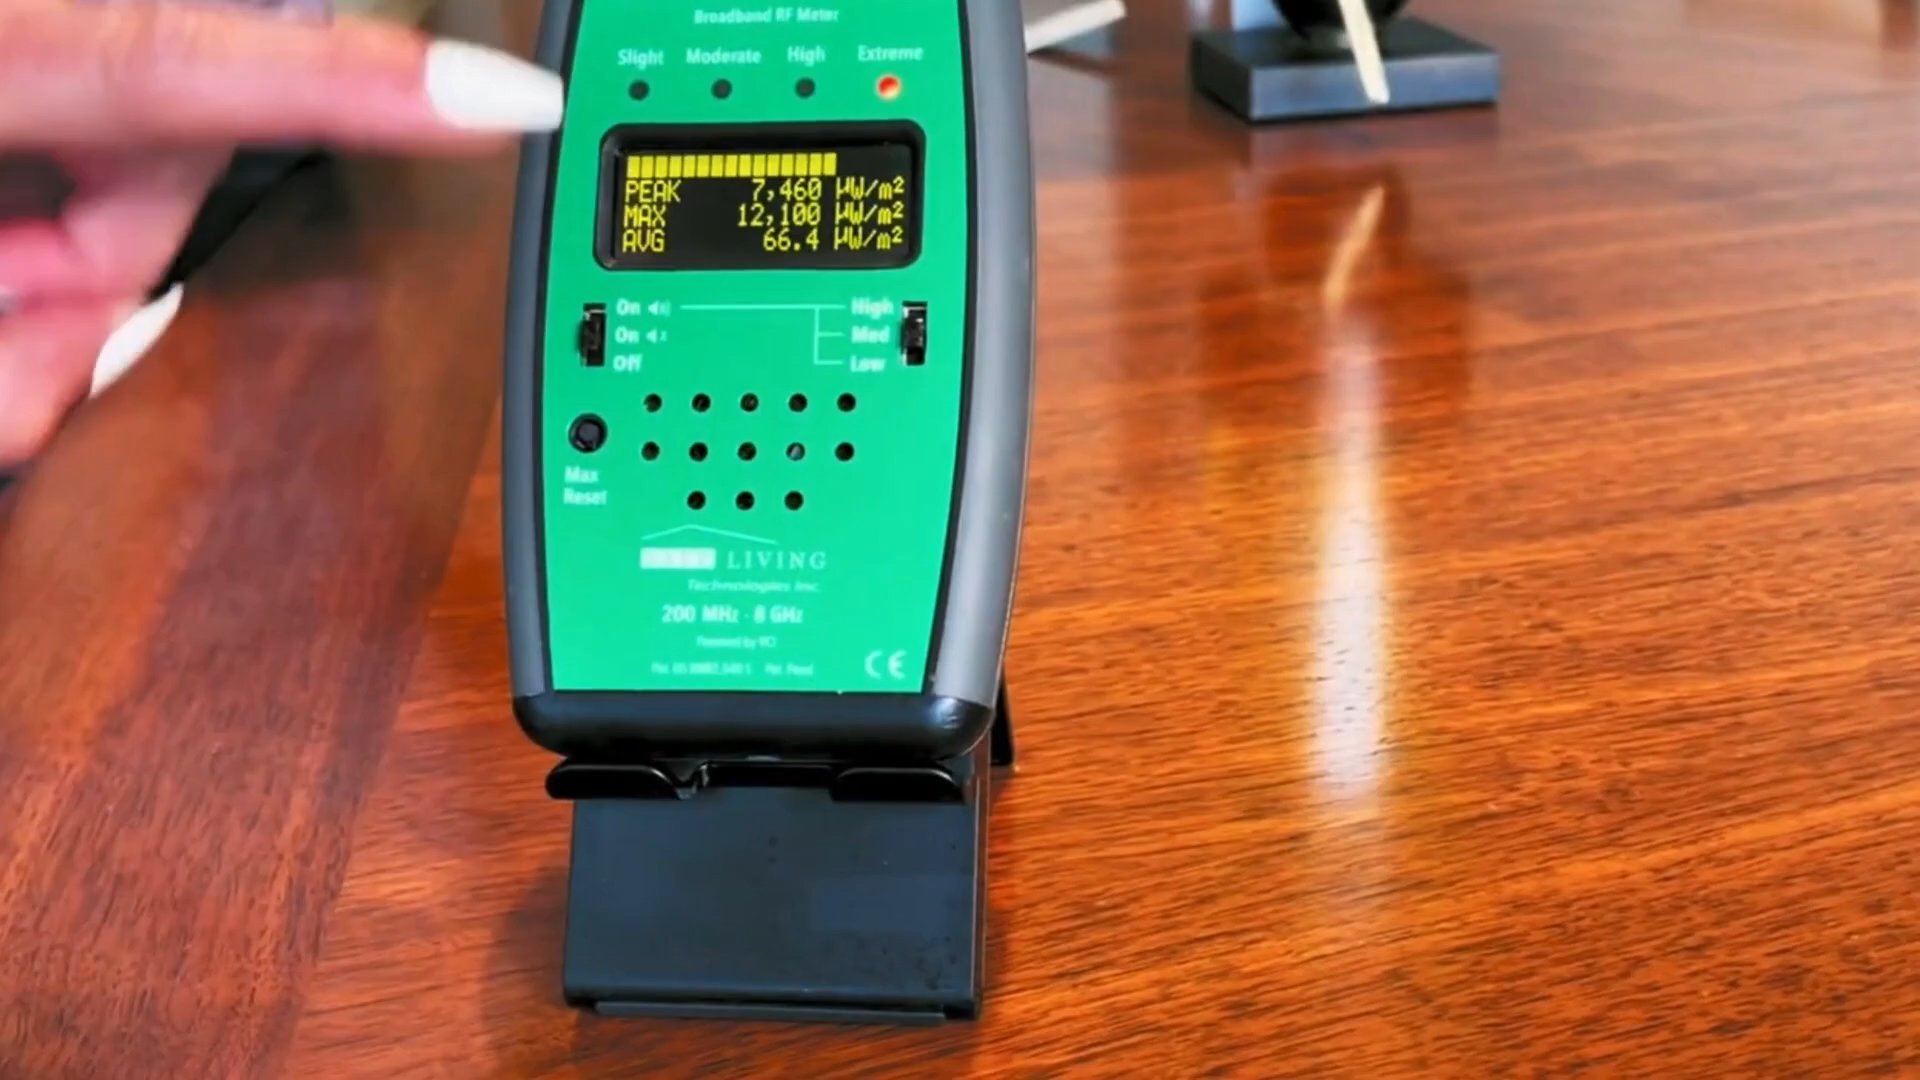 Broadband RF Meter
Slight Moderate High Extreme
PEAK 7,460 µW/m²
MAX 12,100 µW/m²
AVG 66.4 µW/m²
On High
On Med
Off Low
Max
Reset
LIVING
Technologies Inc.
200 MHz - 8 GHz
Powered by
CE